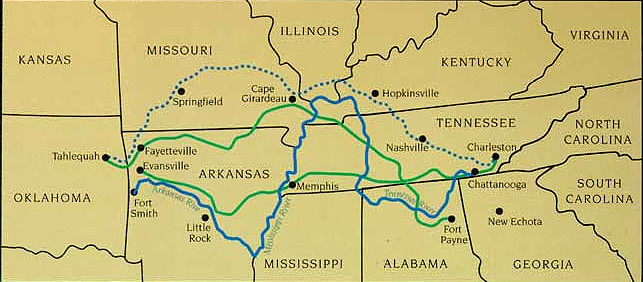 ILLINOIS
VIRGINIA
MISSOURI
KANSAS
KENTUCKY
Cape
Girardeau
Hopkinsville
Springfield
TENNESSEE
NORTH
CAROLINA
Nashville
Charleston
Fayetteville
Tahlequah
Evansville
ARKANSAS
Chattanooga
Memphis
OKLAHOMA
Arkansas River
Tennessee River
SOUTH
CAROLINA
Fort
Smith
Mississippi River
Little
Rock
New Echota
Fort
Payne
MISSISSIPPI
ALABAMA
GEORGIA